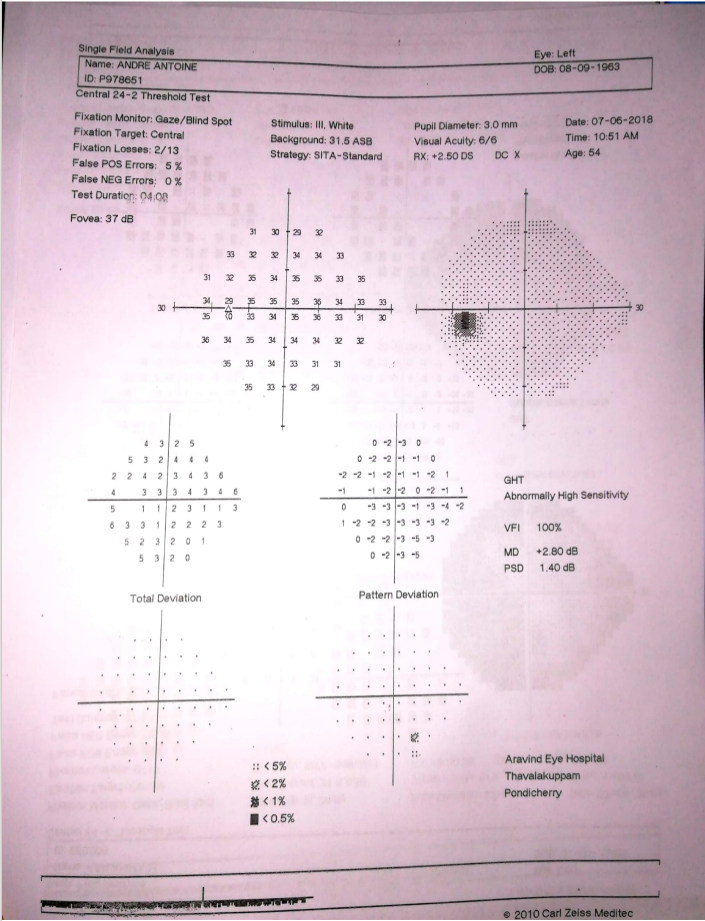 Single Field Analysis
Eye: Left
Name: ANDRE ANTOINE
DOB: 08-09-1963
ID: P978651
Central 24-2 Threshold Test
Fixation Monitor: Gaze/Blind Spot
Stimulus: III, White
Pupil Diameter: 3.0 mm
Date: 07-06-2018
Fixation Target: Central
Background: 31.5 ASB
Visual Acuity: 6/6
Time: 10:51 AM
Fixation Losses: 2/13
Strategy: SITA-Standard
RX: +2.50 DS DC X
Age: 54
False POS Errors: 5 %
False NEG Errors: 0 %
Test Duration: 04:08
Fovea: 37 dB
31 30 29 32
33 32 32 34 34 33
31 32 35 34 35 35 33 35
34 29 35 35 35 36 34 33 33
30
30
35 33 34 35 36 33 31 30
36 34 35 34 34 34 32 32
35 33 34 33 31 31
35 33 32 29
4 3 2 5
5 3 2 4 4 4
2 2 4 2 3 4 3 6
4 3 3 3 4 3 4 6
5 1 1 2 3 1 1 3
6 3 3 1 2 2 2 3
5 2 3 2 0 1
5 3 2 0
Total Deviation
0 -2 -3 0
0 -2 -2 -1 -1 0
-2 -2 -1 -2 -1 -1 -2 1
-1 -1 -2 -2 0 -2 -1 1
0 -3 -3 -3 -1 -3 -4 -2
1 -2 -2 -3 -3 -3 -3 -2
0 -2 -2 -3 -5 -3
0 -2 -3 -5
Pattern Deviation
GHT
Abnormally High Sensitivity
VFI 100%
MD +2.80 dB
PSD 1.40 dB
< 5%
< 2%
< 1%
< 0.5%
Aravind Eye Hospital
Thavalakuppam
Pondicherry
© 2010 Carl Zeiss Meditec